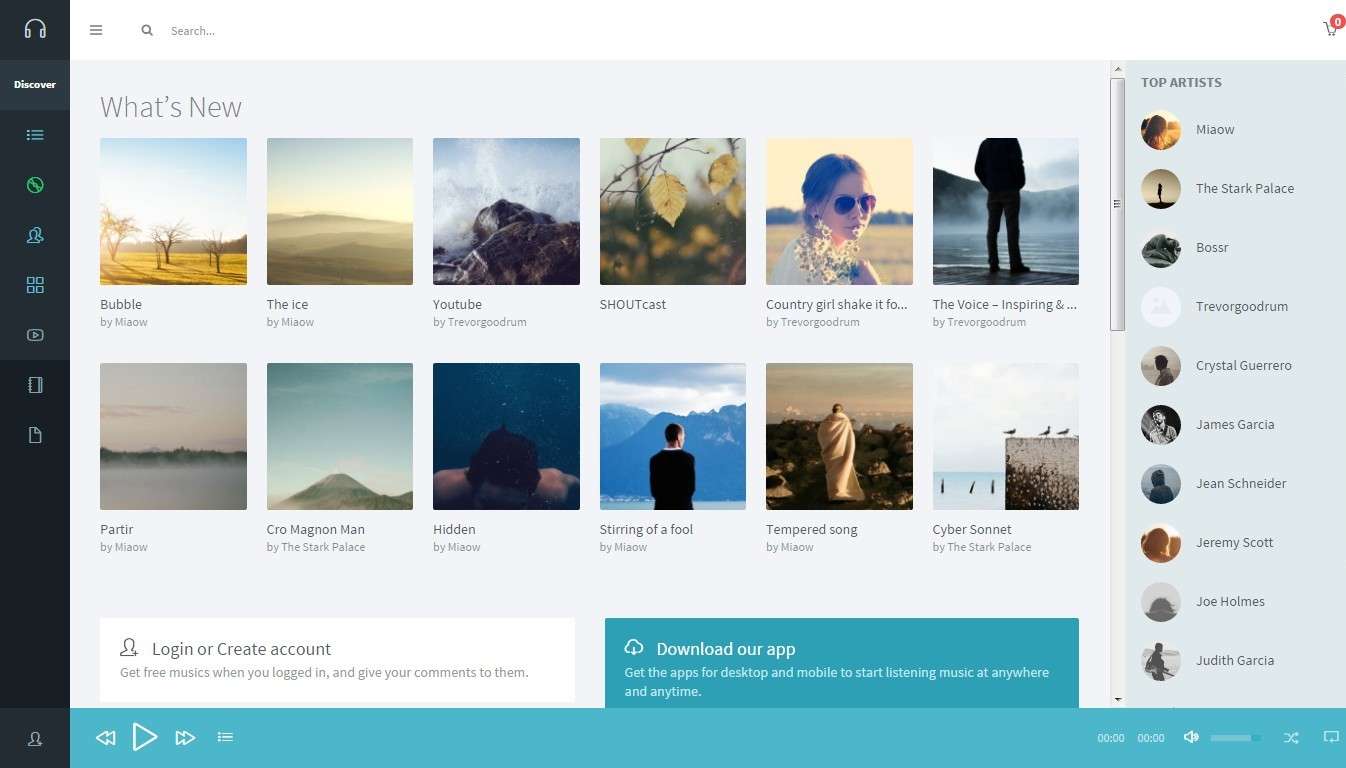 Search...
0
Discover
What's New
Bubble
by Miaow
The ice
by Miaow
Youtube
by Trevorgoodrum
SHOUTcast
Country girl shake it fo...
by Trevorgoodrum
The Voice – Inspiring & ...
by Trevorgoodrum
Partir
by Miaow
Cro Magnon Man
by The Stark Palace
Hidden
by Miaow
Stirring of a fool
by Miaow
Tempered song
by Miaow
Cyber Sonnet
by The Stark Palace
Login or Create account
Get free musics when you logged in, and give your comments to them.
Download our app
Get the apps for desktop and mobile to start listening music at anywhere
and anytime.
TOP ARTISTS
Miaow
The Stark Palace
Bossr
Trevorgoodrum
Crystal Guerrero
James Garcia
Jean Schneider
Jeremy Scott
Joe Holmes
Judith Garcia
00:00 00:00